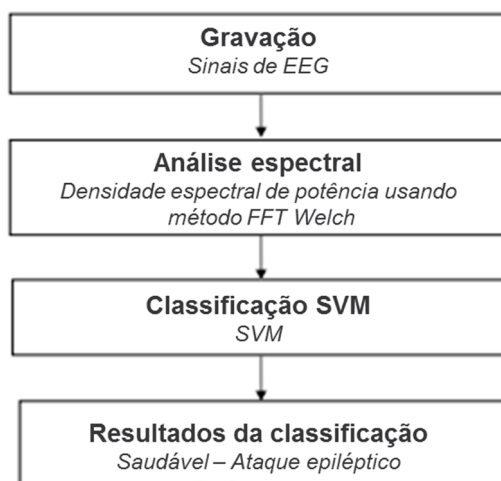 Gravação
Sinais de EEG
Análise espectral
Densidade espectral de potência usando
método FFT Welch
Classificação SVM
SVM
Resultados da classificação
Saudável – Ataque epiléptico